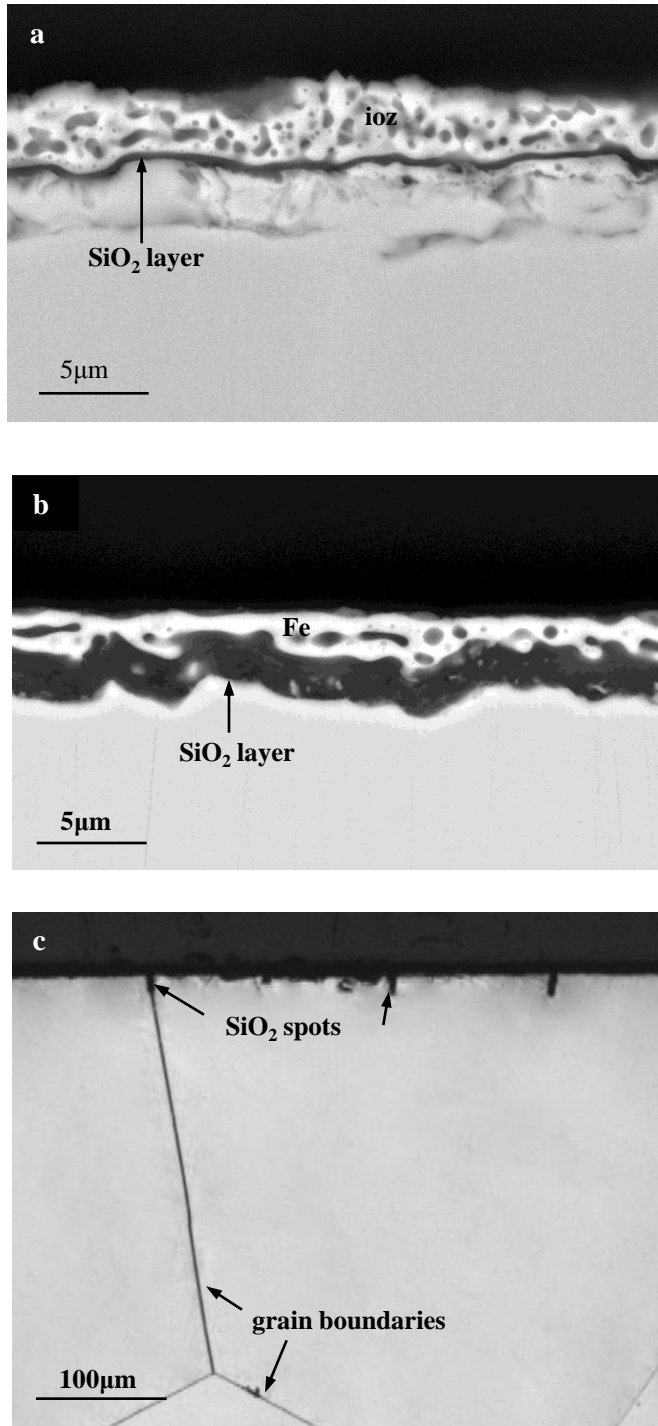 a
ioz
SiO₂ layer
5μm
b
Fe
SiO₂ layer
5μm
c
SiO₂ spots
grain boundaries
100μm